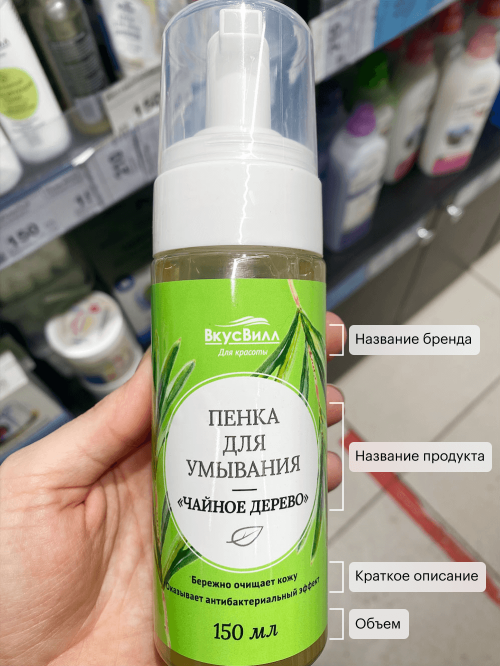 ВкусВилл
Для красоты
ПЕНКА
ДЛЯ
УМЫВАНИЯ
«ЧАЙНОЕ ДЕРЕВО»
Бережно очищает кожу
Оказывает антибактериальный эффект
150 мл
Название бренда
Название продукта
Краткое описание
Объем
150